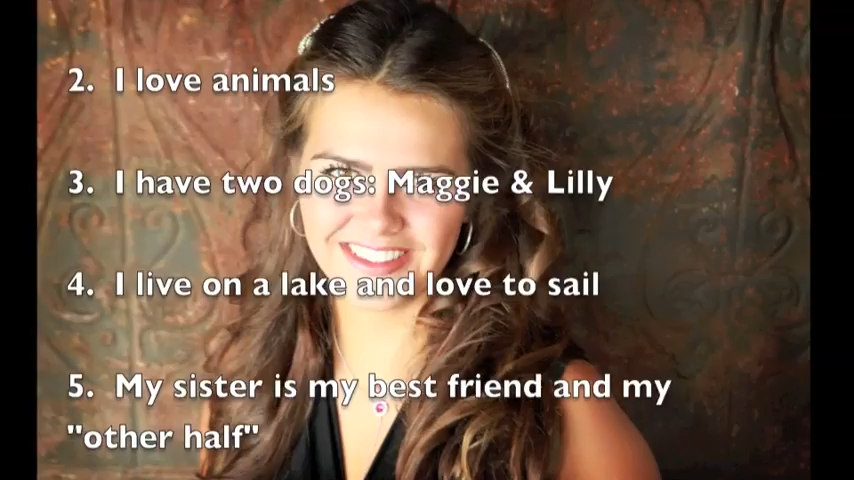 2. I love animals
3. I have two dogs: Maggie & Lilly
4. I live on a lake and love to sail
5. My sister is my best friend and my
"other half"